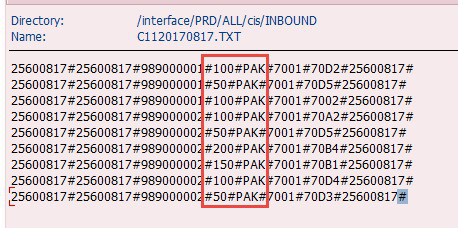 Directory: /interface/PRD/ALL/cis/INBOUND
Name: C1120170817.TXT
25600817#25600817#989000001#100#PAK#7001#70D2#25600817#
25600817#25600817#989000001#50#PAK#7001#70D5#25600817#
25600817#25600817#989000001#100#PAK#7001#7002#25600817#
25600817#25600817#989000002#100#PAK#7001#70A2#25600817#
25600817#25600817#989000002#50#PAK#7001#70D5#25600817#
25600817#25600817#989000002#200#PAK#7001#70B4#25600817#
25600817#25600817#989000002#150#PAK#7001#70B1#25600817#
25600817#25600817#989000002#100#PAK#7001#70D4#25600817#
25600817#25600817#989000002#50#PAK#7001#70D3#25600817#